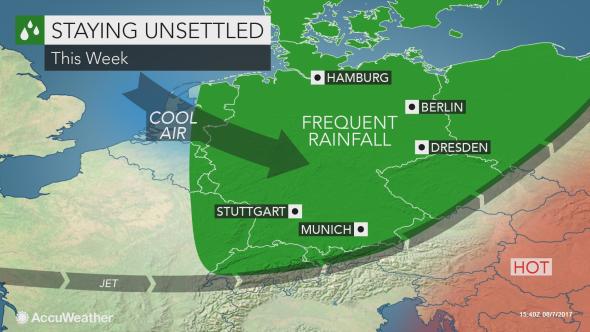 STAYING UNSETTLED
This Week
HAMBURG
COOL
AIR
BERLIN
FREQUENT
RAINFALL
DRESDEN
STUTTGART
MUNICH
HOT
JET
AccuWeather
15:40Z 08/7/2017